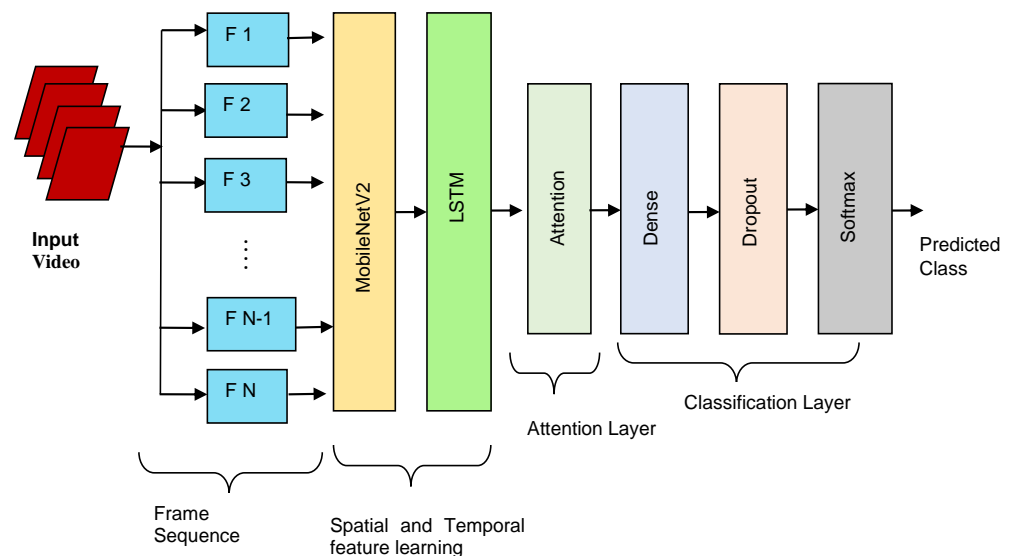 F 1
F 2
F 3
....
F N-1
F N
Input
Video
MobileNetV2
LSTM
Attention
Dense
Dropout
Softmax
Predicted
Class
Frame
Sequence
Spatial and Temporal
feature learning
Attention Layer
Classification Layer